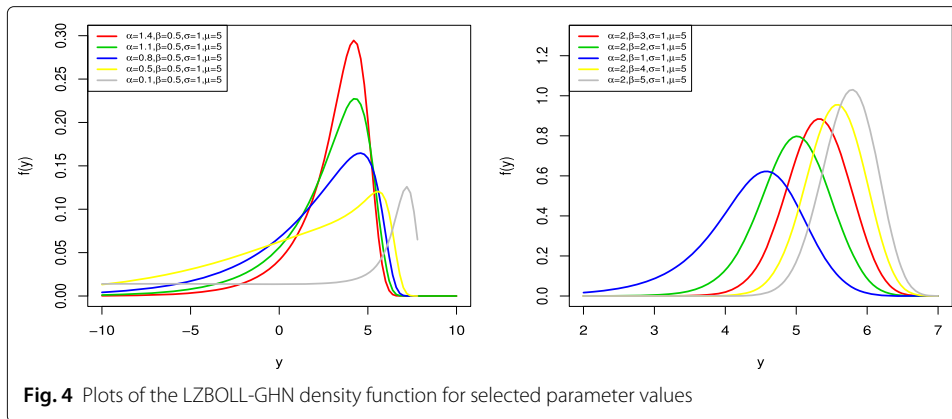 α=1.4,β=0.5,σ=1,μ=5
α=1.1,β=0.5,σ=1,μ=5
α=0.8,β=0.5,σ=1,μ=5
α=0.5,β=0.5,σ=1,μ=5
α=0.1,β=0.5,σ=1,μ=5
f(y)
0.30
0.25
0.20
0.15
0.10
0.05
0.00
−10 −5 0 5 10
y
α=2,β=3,σ=1,μ=5
α=2,β=2,σ=1,μ=5
α=2,β=1,σ=1,μ=5
α=2,β=4,σ=1,μ=5
α=2,β=5,σ=1,μ=5
f(y)
1.2
1.0
0.8
0.6
0.4
0.2
0.0
2 3 4 5 6 7
y
Fig. 4 Plots of the LZBOLL-GHN density function for selected parameter values